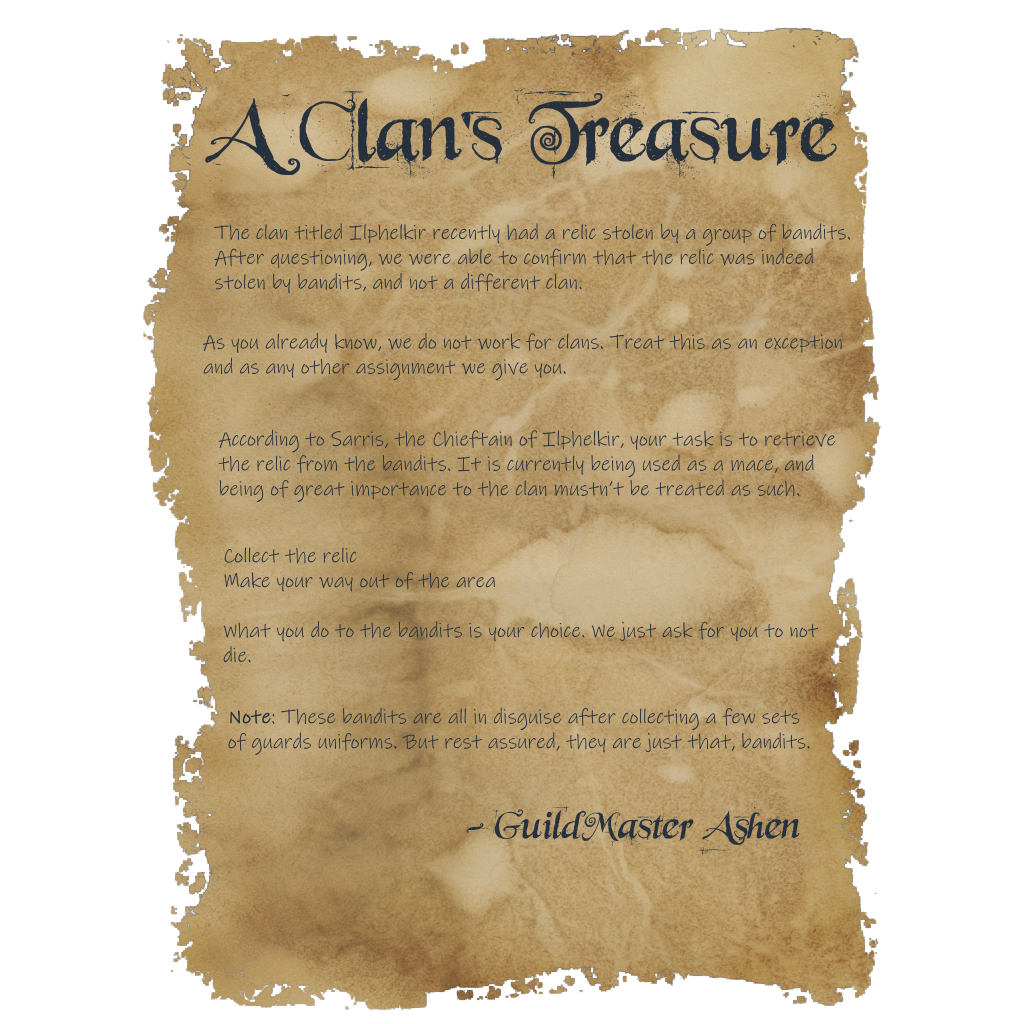 A Clan's Treasure
The clan titled Ilphelkir recently had a relic stolen by a group of bandits.
After questioning, we were able to confirm that the relic was indeed
stolen by bandits, and not a different clan.
As you already know, we do not work for clans. Treat this as an exception
and as any other assignment we give you.
According to Sarris, the Chieftain of Ilphelkir, your task is to retrieve
the relic from the bandits. It is currently being used as a mace, and
being of great importance to the clan mustn't be treated as such.
Collect the relic
Make your way out of the area
What you do to the bandits is your choice. We just ask for you to not
die.
Note: These bandits are all in disguise after collecting a few sets
of guards uniforms. But rest assured, they are just that, bandits.
- GuildMaster Ashen